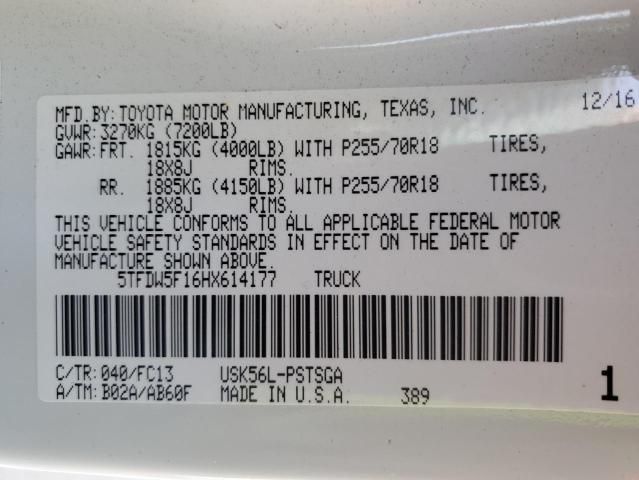 MFD.BY:TOYOTA MOTOR MANUFACTURING, TEXAS, INC. 12/16
GVWR:3270KG (7200LB)
GAWR:FRT. 1815KG (4000LB) WITH P255/70R18 TIRES,
18X8J RIMS.
RR. 1885KG (4150LB) WITH P255/70R18 TIRES,
18X8J RIMS.
THIS VEHICLE CONFORMS TO ALL APPLICABLE FEDERAL MOTOR
VEHICLE SAFETY STANDARDS IN EFFECT ON THE DATE OF
MANUFACTURE SHOWN ABOVE.
5TFDW5F16HX614177 TRUCK
C/TR:040/FC13 USK56L-PSTSGA
A/TM:B02A/AB60F MADE IN U.S.A. 389 1